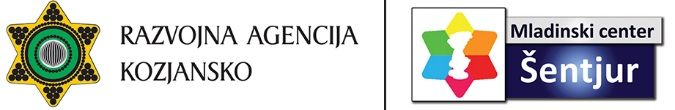 RAZVOJNA AGENCIJA
KOZJANSKO
Mladinski center
Šentjur